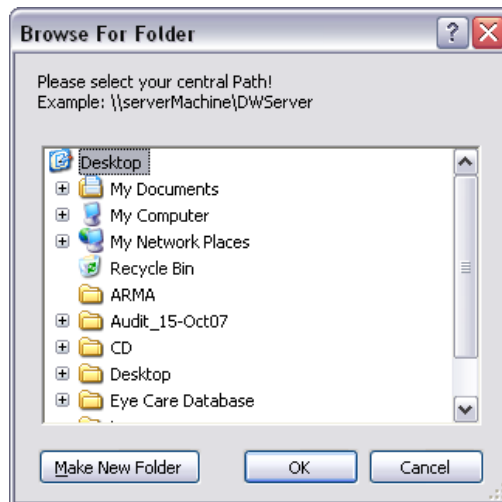 Browse For Folder
Please select your central Path!
Example: \\serverMachine\DWServer
Desktop
My Documents
My Computer
My Network Places
Recycle Bin
ARMA
Audit_15-Oct07
CD
Desktop
Eye Care Database
Make New Folder
OK
Cancel